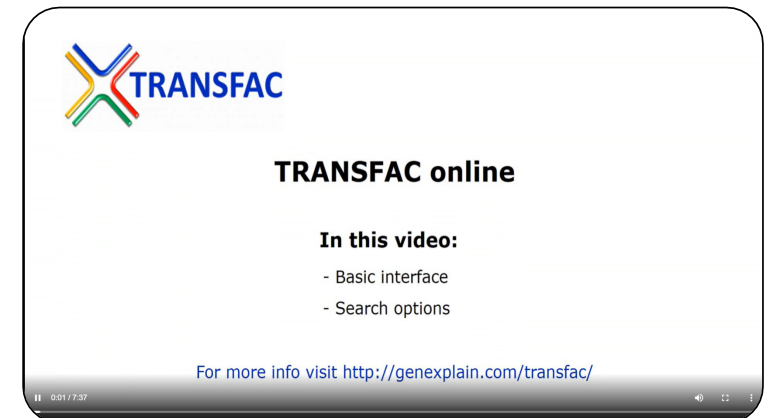 TRANSFAC
TRANSFAC online
In this video:
- Basic interface
- Search options
For more info visit http://genexplain.com/transfac/
0:01 / 7:37